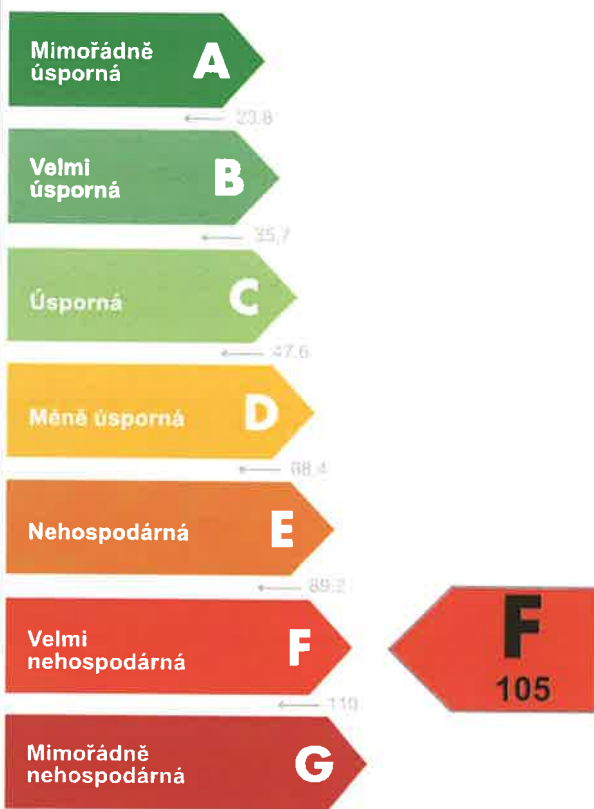 Mimořádně
úsporná
A
23,8
Velmi
úsporná
B
35,7
Úsporná
C
47,6
Méně úsporná
D
68,4
Nehospodárná
E
89,2
Velmi
nehospodárná
F
110
F
105
Mimořádně
nehospodárná
G